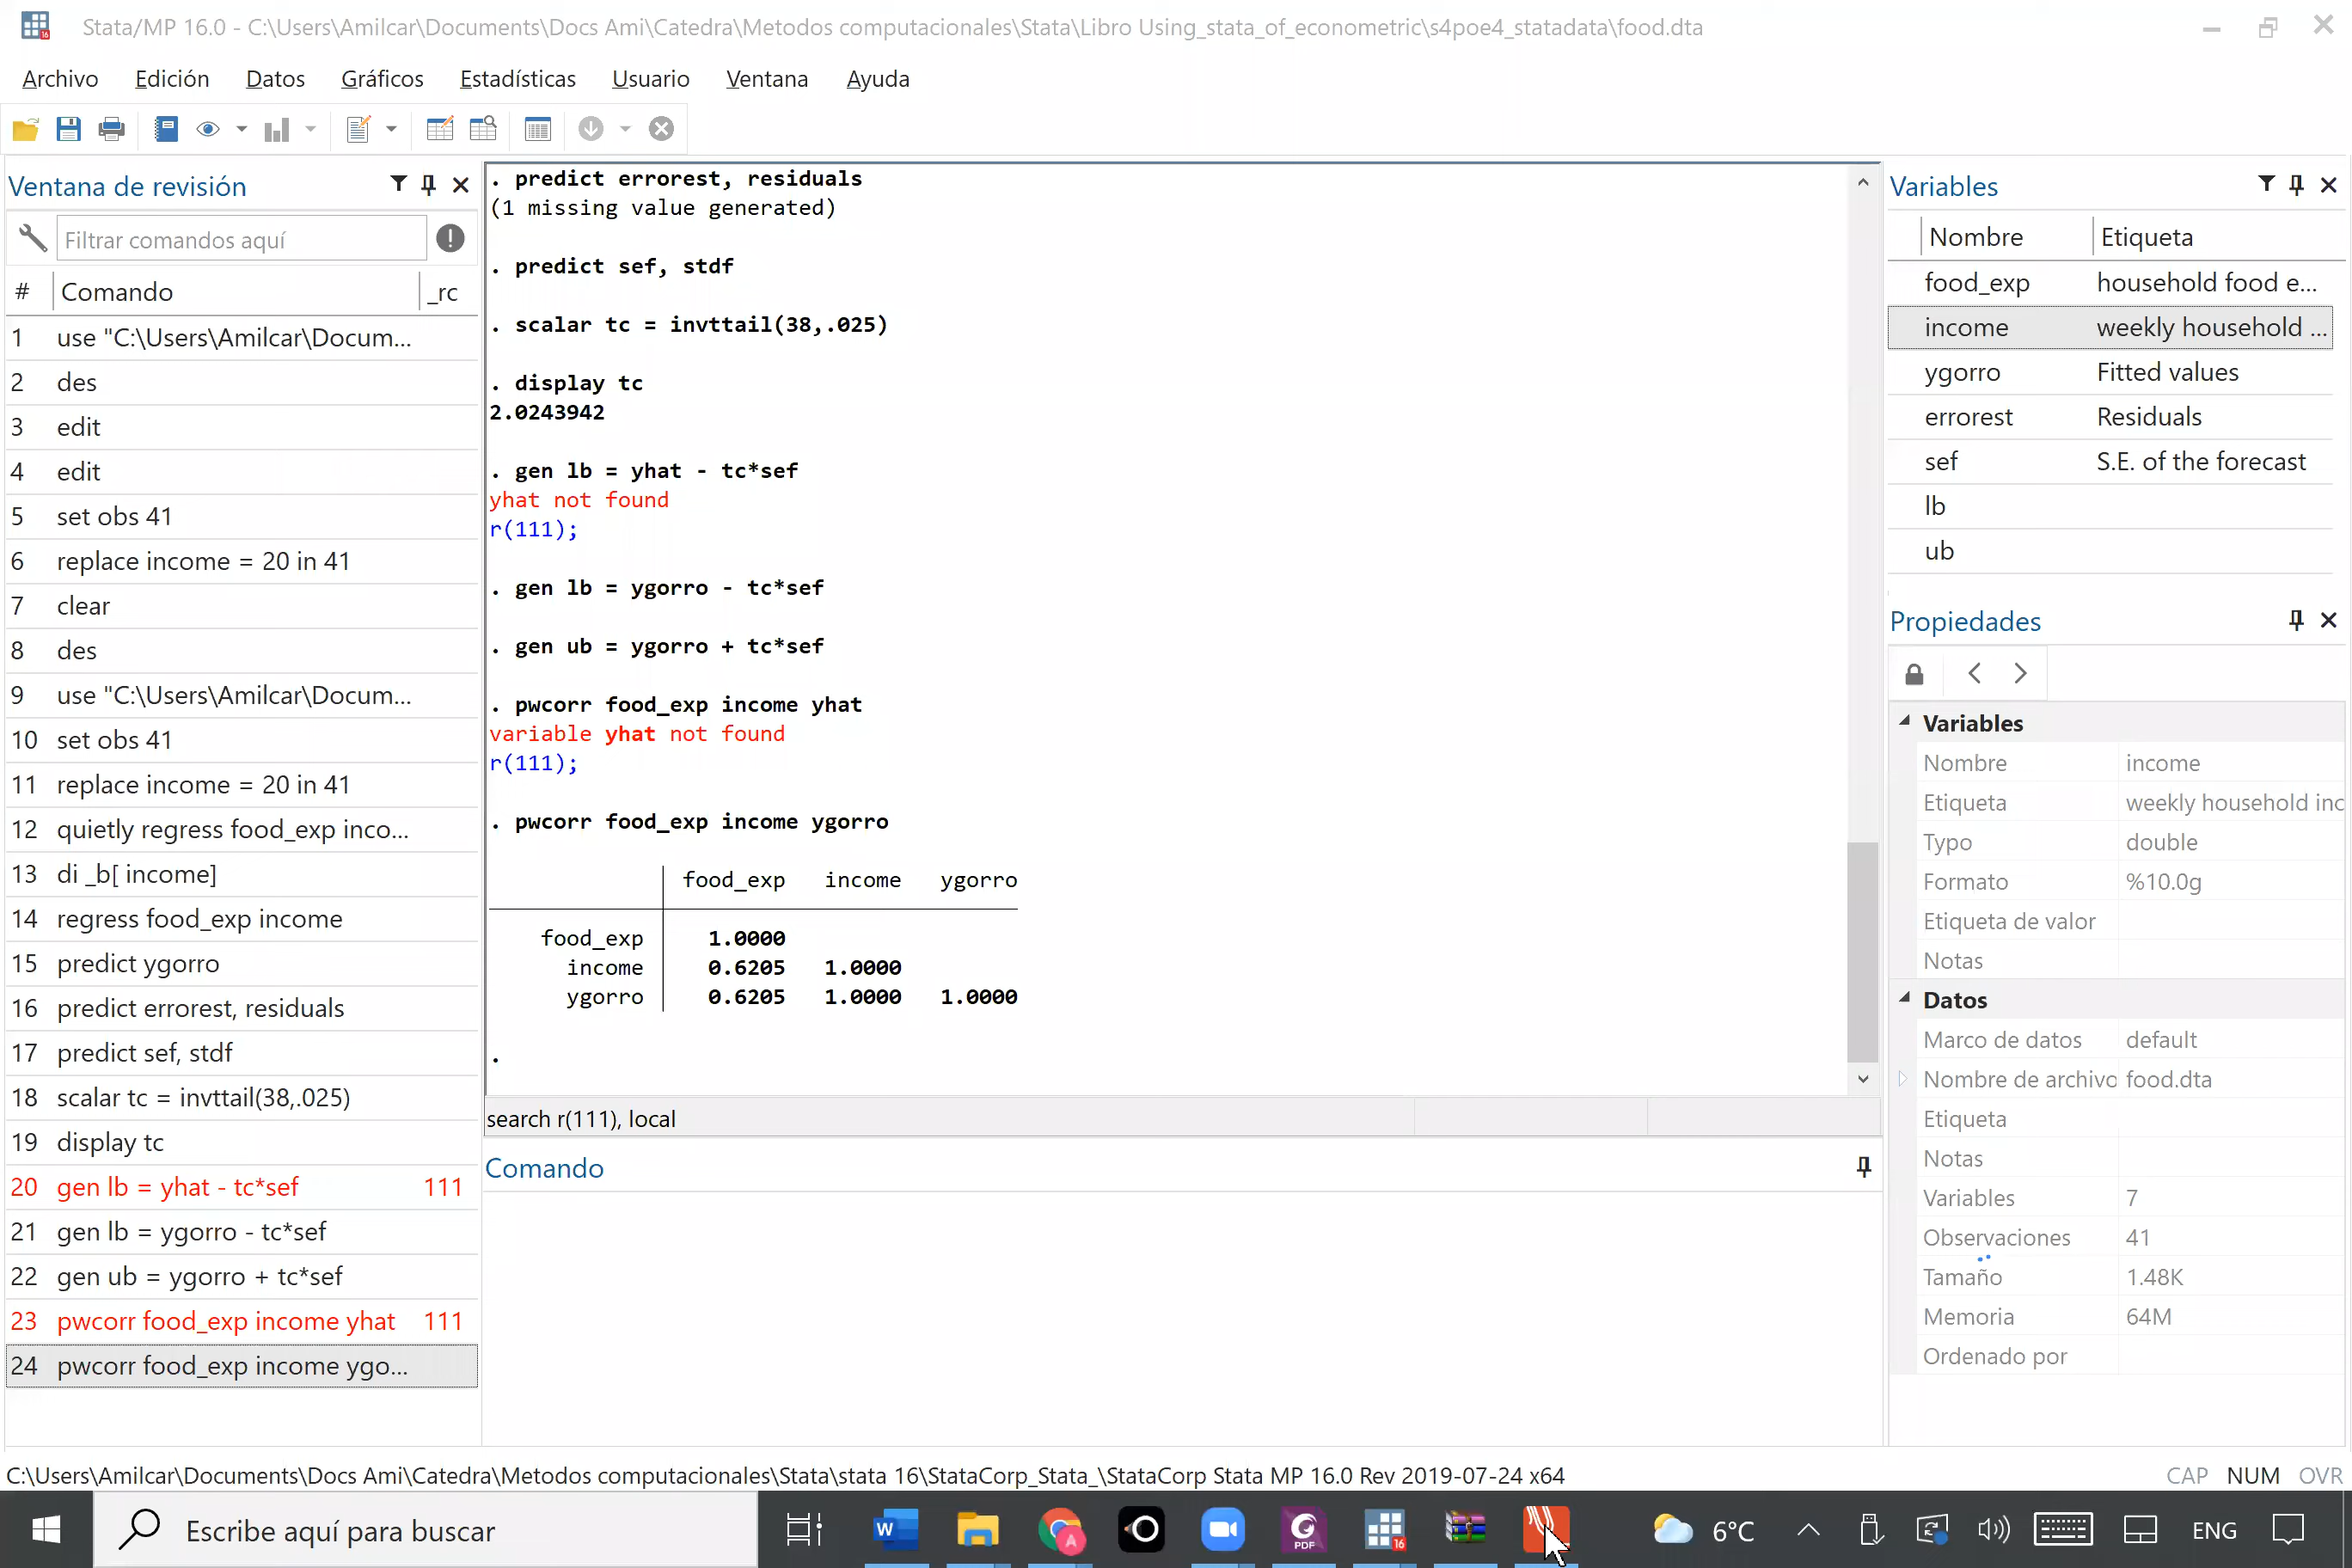 Stata/MP 16.0 - C:\Users\Amilcar\Documents\Docs Ami\Catedra\Metodos computacionales\Stata\Libro Using_stata_of_econometric\s4poe4_statadata\food.dta
Archivo Edición Datos Gráficos Estadísticas Usuario Ventana Ayuda
Ventana de revisión
Filtrar comandos aquí
# Comando _rc
1 use "C:\Users\Amilcar\Docum...
2 des
3 edit
4 edit
5 set obs 41
6 replace income = 20 in 41
7 clear
8 des
9 use "C:\Users\Amilcar\Docum...
10 set obs 41
11 replace income = 20 in 41
12 quietly regress food_exp inco...
13 di _b[ income]
14 regress food_exp income
15 predict ygorro
16 predict errorest, residuals
17 predict sef, stdf
18 scalar tc = invttail(38,.025)
19 display tc
20 gen lb = yhat - tc*sef 111
21 gen lb = ygorro - tc*sef
22 gen ub = ygorro + tc*sef
23 pwcorr food_exp income yhat 111
24 pwcorr food_exp income ygo...
. predict errorest, residuals
(1 missing value generated)
. predict sef, stdf
. scalar tc = invttail(38,.025)
. display tc
2.0243942
. gen lb = yhat - tc*sef
yhat not found
r(111);
. gen lb = ygorro - tc*sef
. gen ub = ygorro + tc*sef
. pwcorr food_exp income yhat
variable yhat not found
r(111);
. pwcorr food_exp income ygorro
food_exp income ygorro
food_exp 1.0000
income 0.6205 1.0000
ygorro 0.6205 1.0000 1.0000
.
search r(111), local
Comando
Variables
Nombre Etiqueta
food_exp household food e...
income weekly household ...
ygorro Fitted values
errorest Residuals
sef S.E. of the forecast
lb
ub
Propiedades
Variables
Nombre income
Etiqueta weekly household inc
Typo double
Formato %10.0g
Etiqueta de valor
Notas
Datos
Marco de datos default
Nombre de archivo food.dta
Etiqueta
Notas
Variables 7
Observaciones 41
Tamaño 1.48K
Memoria 64M
Ordenado por
C:\Users\Amilcar\Documents\Docs Ami\Catedra\Metodos computacionales\Stata\stata 16\StataCorp_Stata_\StataCorp Stata MP 16.0 Rev 2019-07-24 x64
CAP NUM OVR
Escribe aquí para buscar
W
A
PDF
16
6°C
ENG